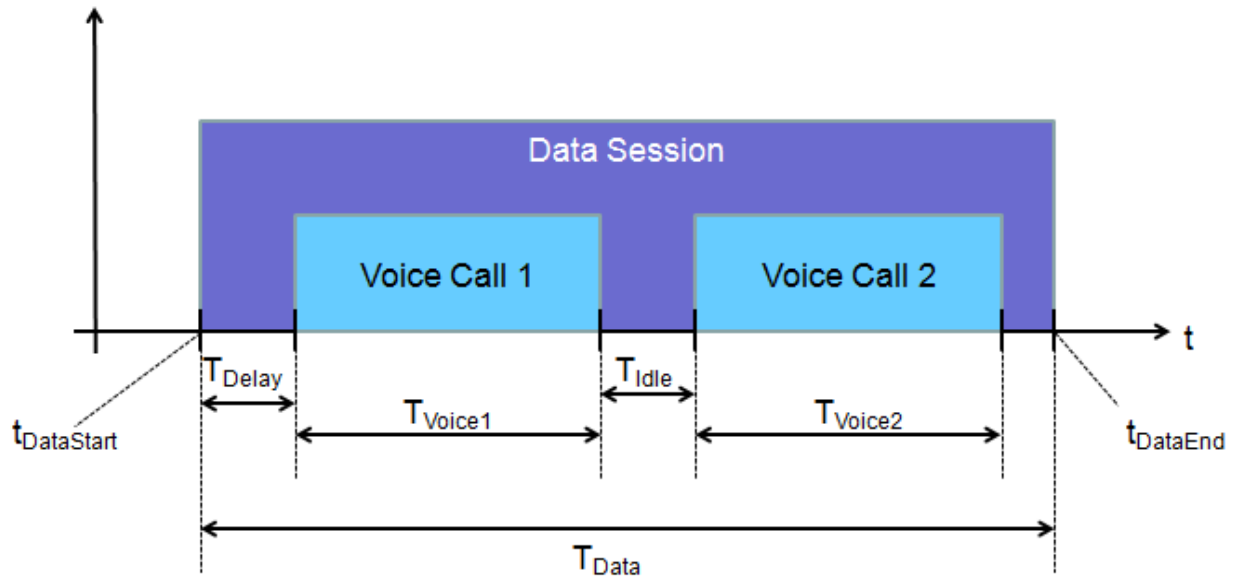 Data Session
Voice Call 1
Voice Call 2
t
TDelay
TIdle
TVoice1
TVoice2
tDataStart
tDataEnd
TData